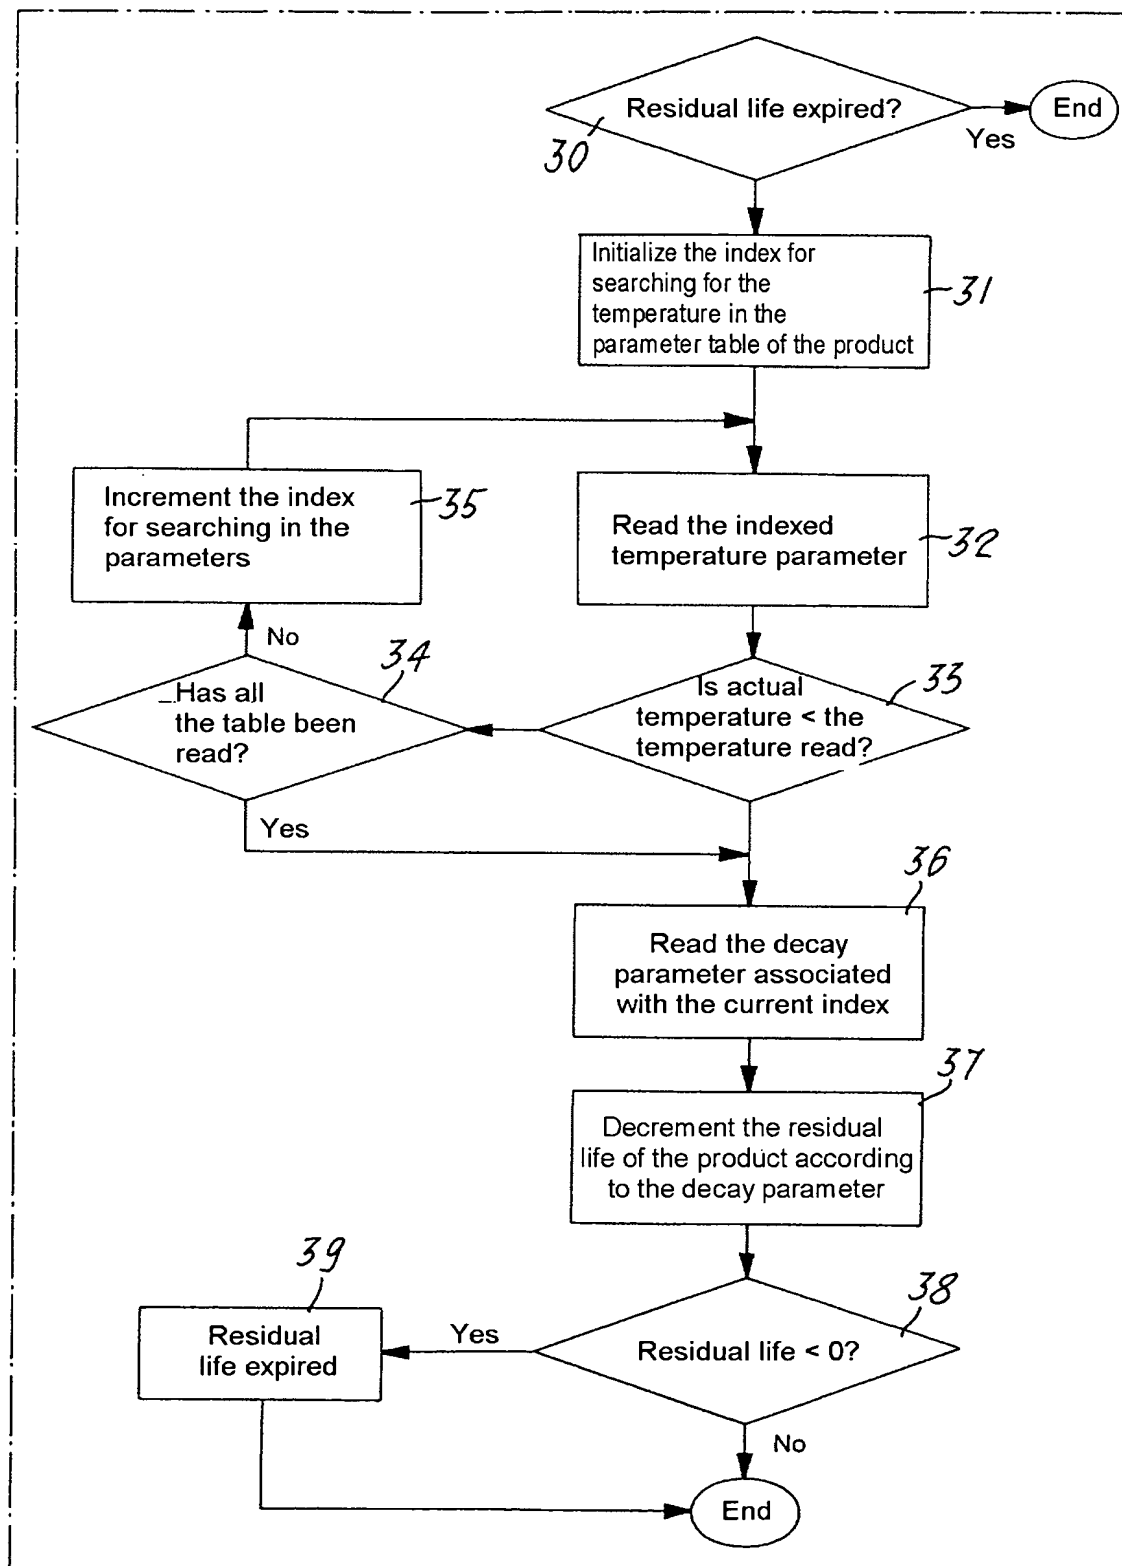 Residual life expired?
End
Yes
30
Initialize the index for
searching for the
temperature in the
parameter table of the product
31
Increment the index
for searching in the
parameters
35
Read the indexed
temperature parameter
32
No
34
Has all
the table been
read?
Is actual
temperature < the
temperature read?
33
Yes
36
Read the decay
parameter associated
with the current index
37
Decrement the residual
life of the product according
to the decay parameter
39
Residual
life expired
Yes
38
Residual life < 0?
No
End